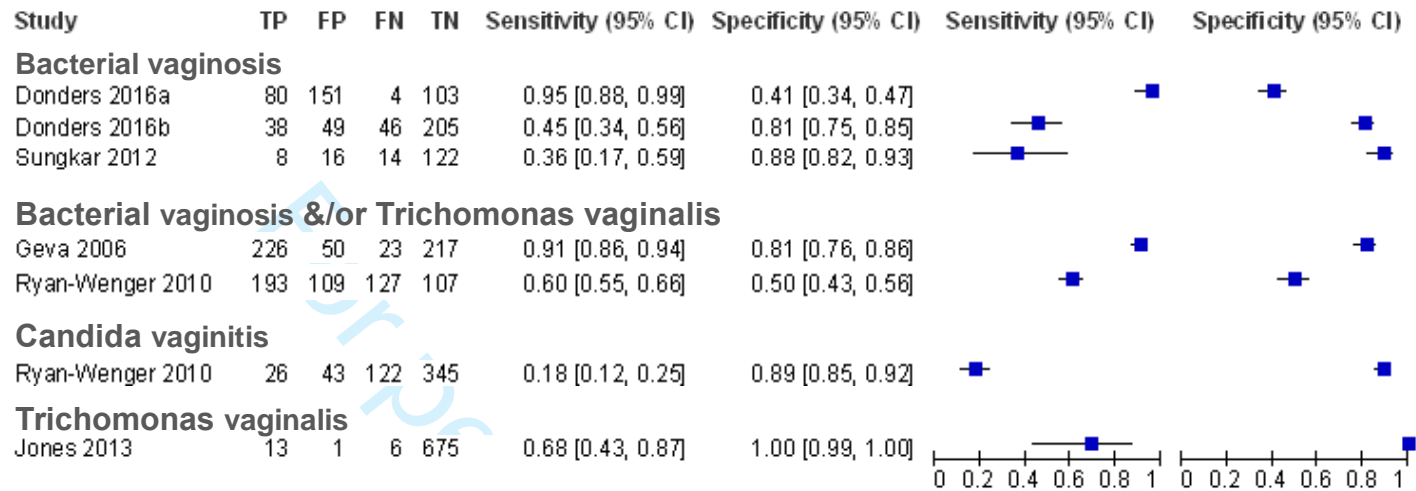 Study TP FP FN TN Sensitivity (95% CI) Specificity (95% CI) Sensitivity (95% CI) Specificity (95% CI)
Bacterial vaginosis
Donders 2016a 80 151 4 103 0.95 [0.88, 0.99] 0.41 [0.34, 0.47]
Donders 2016b 38 49 46 205 0.45 [0.34, 0.56] 0.81 [0.75, 0.85]
Sungkar 2012 8 16 14 122 0.36 [0.17, 0.59] 0.88 [0.82, 0.93]
Bacterial vaginosis &/or Trichomonas vaginalis
Geva 2006 226 50 23 217 0.91 [0.86, 0.94] 0.81 [0.76, 0.86]
Ryan-Wenger 2010 193 109 127 107 0.60 [0.55, 0.66] 0.50 [0.43, 0.56]
Candida vaginitis
Ryan-Wenger 2010 26 43 122 345 0.18 [0.12, 0.25] 0.89 [0.85, 0.92]
Trichomonas vaginalis
Jones 2013 13 1 6 675 0.68 [0.43, 0.87] 1.00 [0.99, 1.00]
0 0.2 0.4 0.6 0.8 1 0 0.2 0.4 0.6 0.8 1